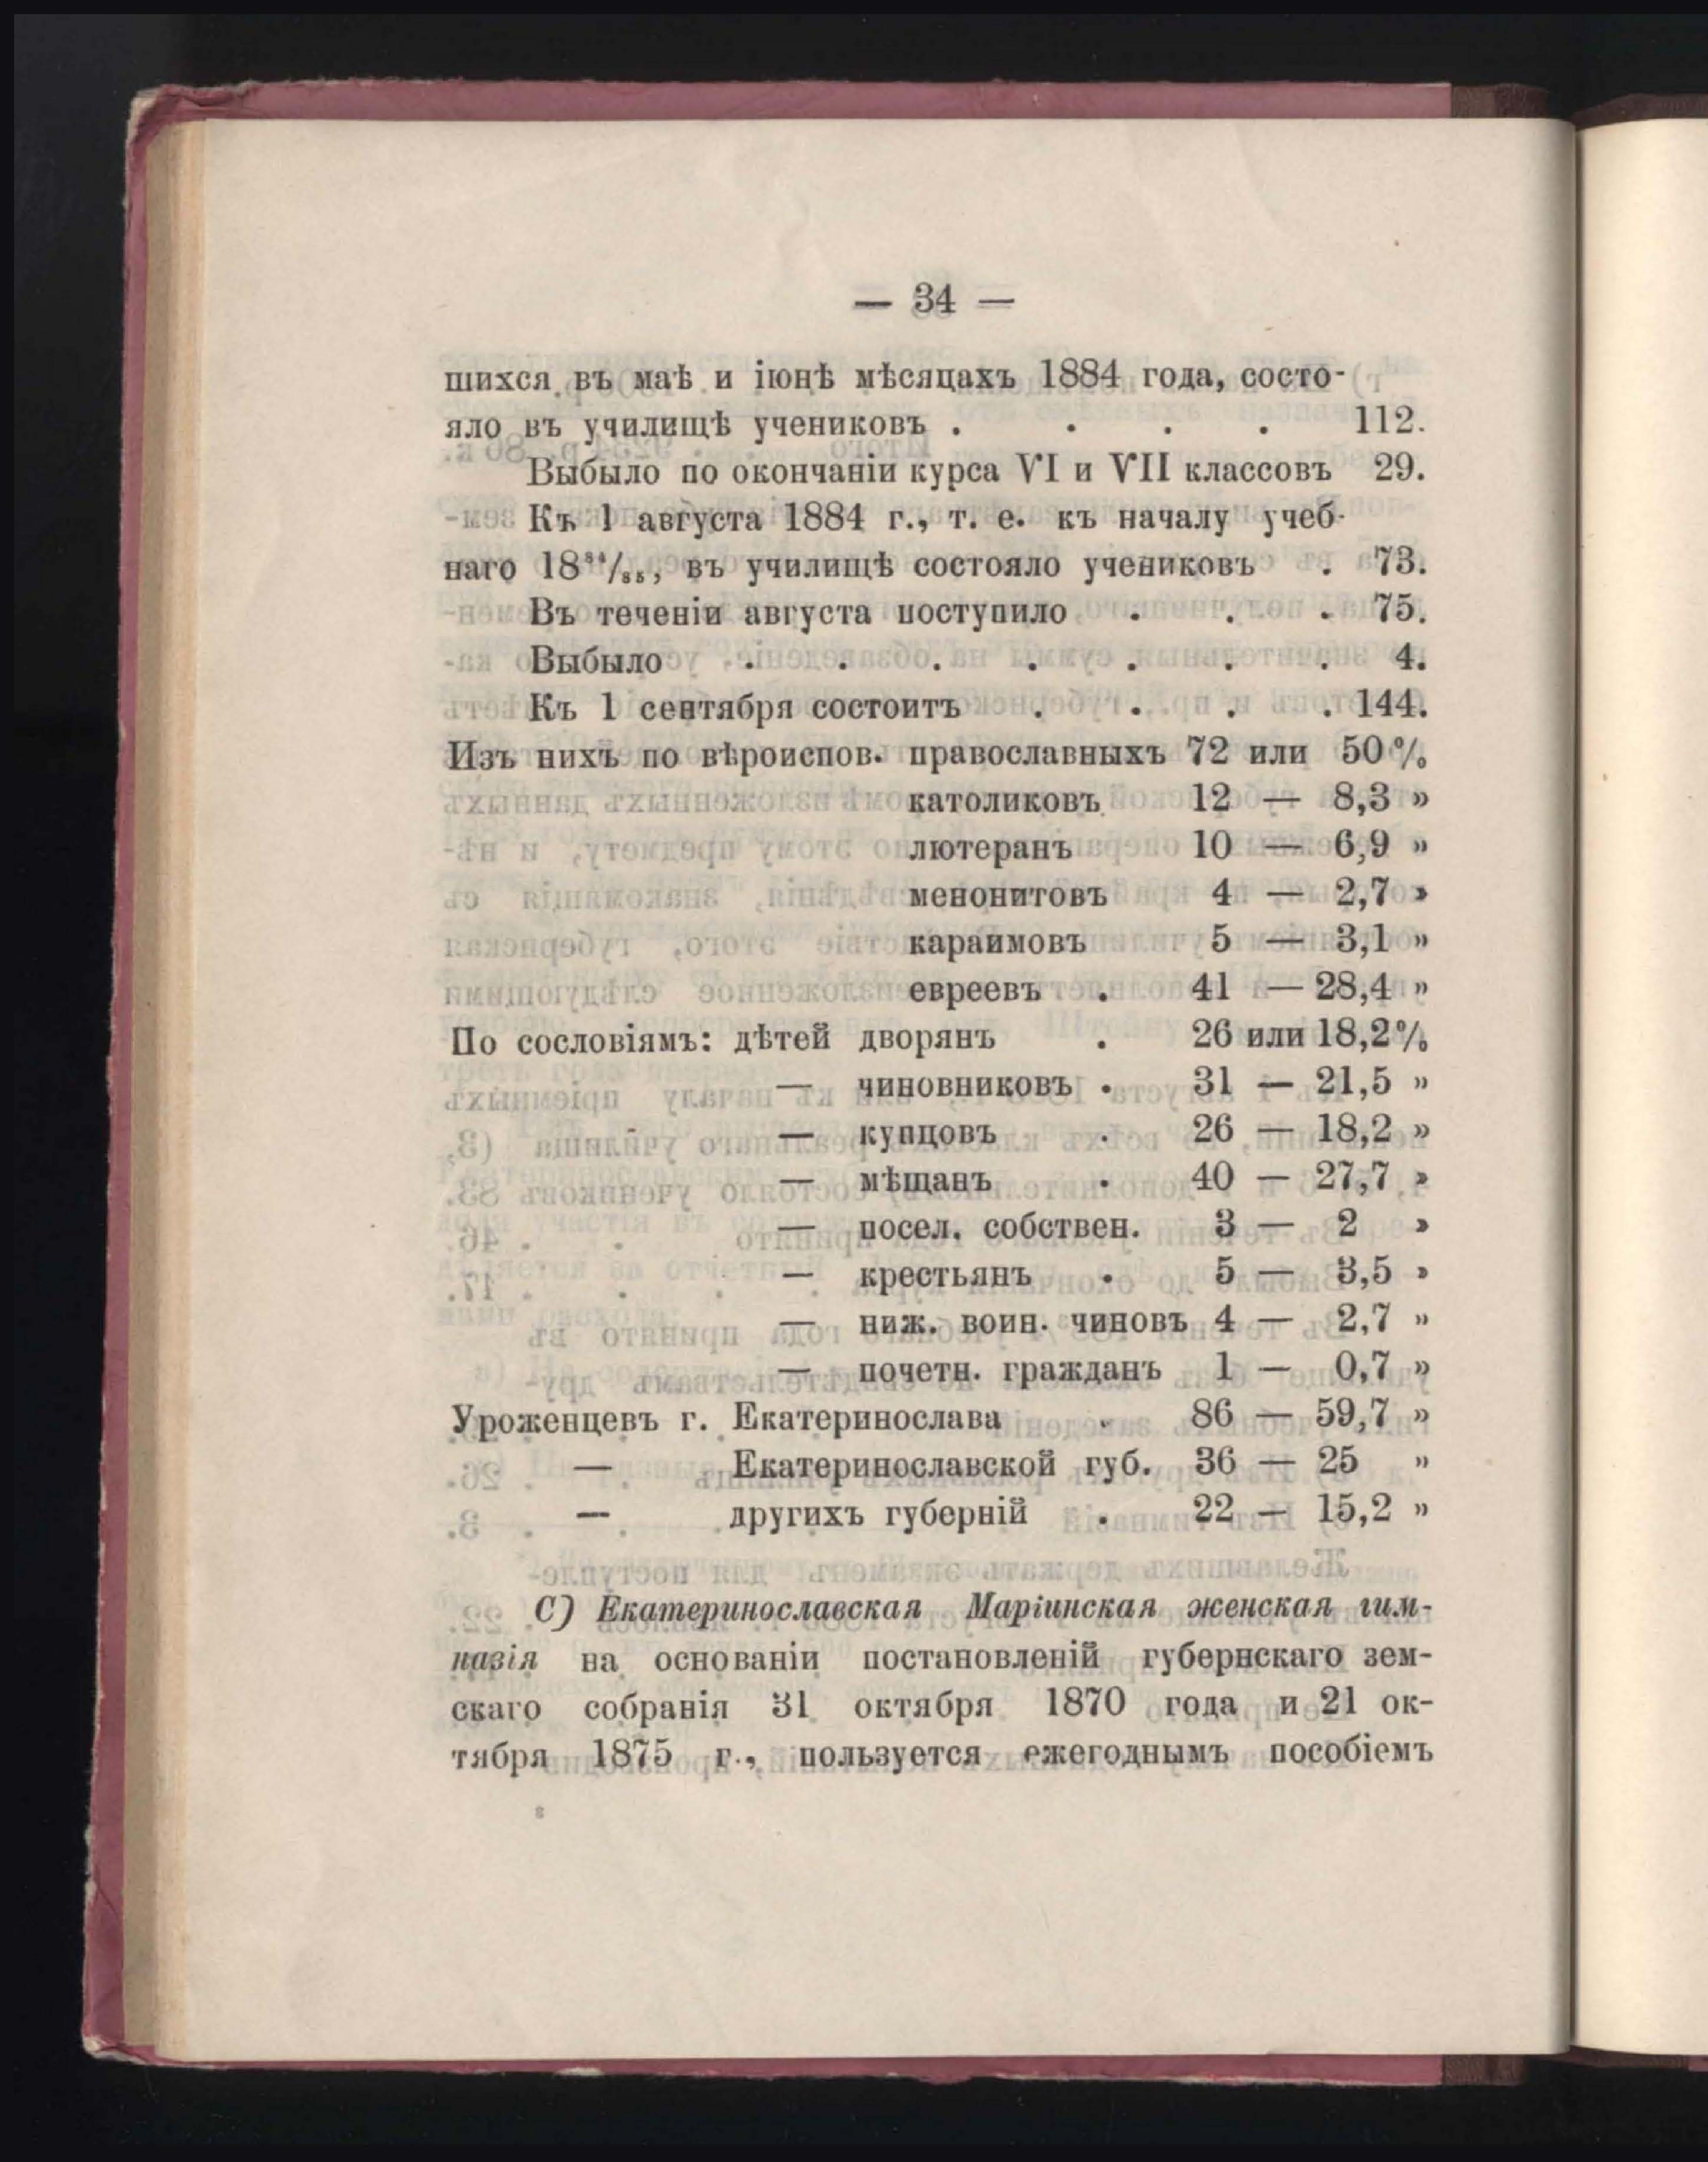 — 34 —
шихся въ маѣ и іюнѣ мѣсяцахъ 1884 года, состо-
яло въ училищѣ учениковъ . . . . 112.
Выбыло по окончаніи курса VI и VII классовъ 29.
Къ 1 августа 1884 г., т. е. къ началу учеб-
наго 18⁸⁴/₈₅, въ училищѣ состояло учениковъ . 73.
Въ теченіи августа поступило . . . 75.
Выбыло . . . . . . . 4.
Къ 1 сентября состоитъ . . . . 144.
Изъ нихъ по вѣроиспов. православныхъ 72 или 50%
католиковъ 12 — 8,3 »
лютеранъ 10 — 6,9 »
менонитовъ 4 — 2,7 »
караимовъ 5 — 3,1 »
евреевъ . 41 — 28,4 »
По сословіямъ: дѣтей дворянъ . 26 или 18,2%
— чиновниковъ . 31 — 21,5 »
— купцовъ . 26 — 18,2 »
— мѣщанъ . 40 — 27,7 »
— посел. собствен. 3 — 2 »
— крестьянъ . 5 — 3,5 »
— ниж. воин. чиновъ 4 — 2,7 »
— почетн. гражданъ 1 — 0,7 »
Уроженцевъ г. Екатеринослава . 86 — 59,7 »
— Екатеринославской губ. 36 — 25 »
— другихъ губерній . 22 — 15,2 »
С) Екатеринославская Маріинская женская гим-
назія на основаніи постановленій губернскаго зем-
скаго собранія 31 октября 1870 года и 21 ок-
тября 1875 г., пользуется ежегоднымъ пособіемъ